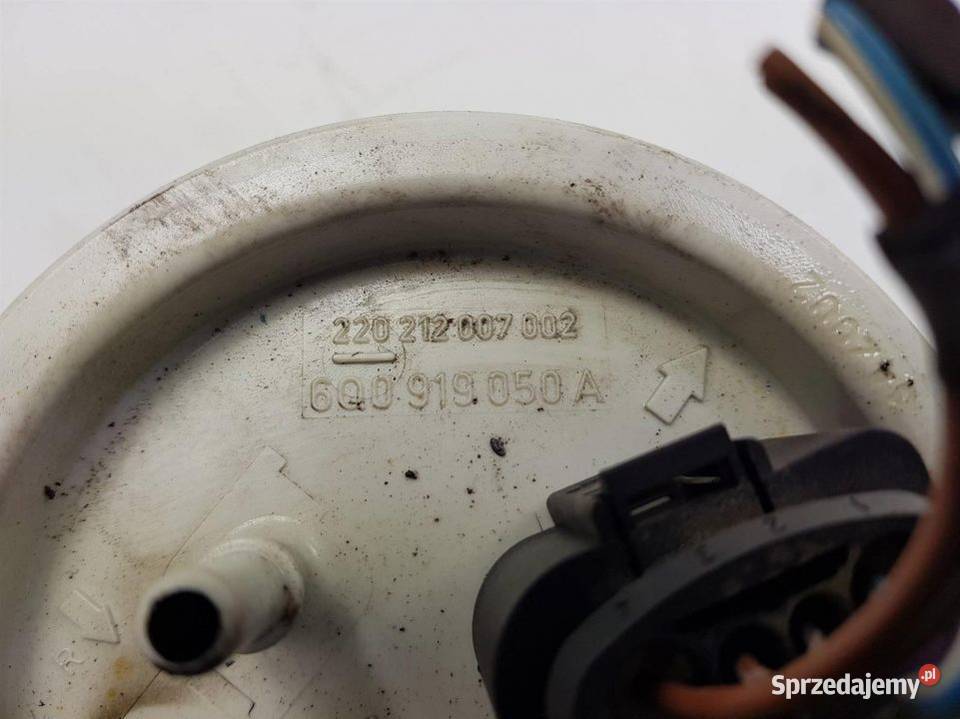 220 212 007 002
6Q0 919 050 A
R
Sprzedajemy.pl